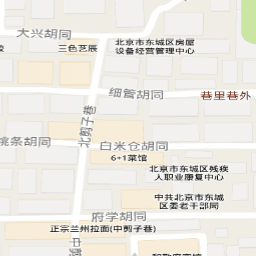 大兴胡同
三色艺辰
北京市东城区房屋
设备经营管理中心
细管胡同
巷里巷外
北剪子巷
桃条胡同
白米仓胡同
6+1菜馆
北京市东城区残疾
人职业康复中心
中共北京市东城
区委老干部局
府学胡同
正宗兰州拉面(中剪子巷)